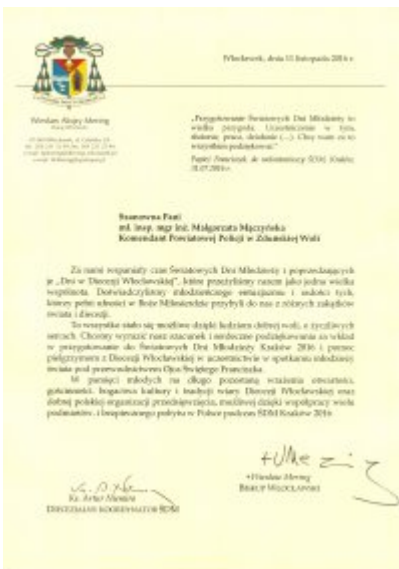 Włocławek, dnia 11 listopada 2016 r.
Wiesław Alojzy Mering
„Przygotowanie Światowych Dni Młodzieży to
wielka przygoda. Uczestniczenie w tym,
służenie, praca, działanie (...). Chcę wam za to
wszystkim podziękować."
Papież Franciszek do wolontariuszy ŚDM, Kraków,
31.07.2016 r.
Szanowna Pani
mł. insp. mgr inż. Małgorzata Mączyńska
Komendant Powiatowej Policji w Zduńskiej Woli
Za nami wspaniały czas Światowych Dni Młodzieży i poprzedzających
je „Dni w Diecezji Włocławskiej", które przeżyliśmy razem jako jedna wielka
wspólnota. Doświadczyliśmy młodzieńczego entuzjazmu i radości tych,
którzy pełni ufności w Boże Miłosierdzie przybyli do nas z różnych zakątków
świata i diecezji.
To wszystko stało się możliwe dzięki ludziom dobrej woli, o życzliwych
sercach. Chcemy wyrazić nasz szacunek i serdeczne podziękowanie za wkład
w przygotowanie do Światowych Dni Młodzieży Kraków 2016 i pomoc
pielgrzymom z Diecezji Włocławskiej w uczestnictwie w spotkaniu młodzieży
świata pod przewodnictwem Ojca Świętego Franciszka.
W pamięci młodych na długo pozostaną wrażenia otwartości,
gościnności, bogactwa kultury i tradycji wiary Diecezji Włocławskiej oraz
dobrej polskiej organizacji przedsięwzięcia, możliwej dzięki współpracy wielu
podmiotów, i bezpiecznego pobytu w Polsce podczas ŚDM Kraków 2016.
Ks. Artur Niemira
Diecezjalny Koordynator ŚDM
+Wiesław Mering
Biskup Włocławski